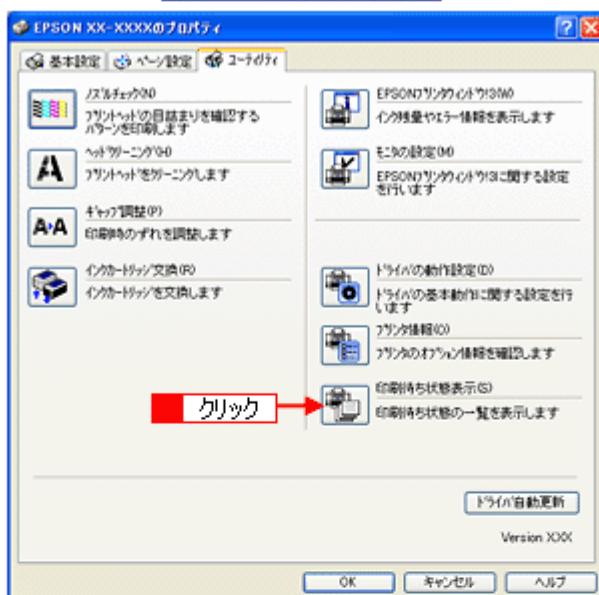 EPSON XX-XXXXのプロパティ
基本設定
ページ設定
ユーティリティ
ノズルチェック(N)
プリントヘッドの目詰まりを確認する
パターンを印刷します
ヘッドクリーニング(H)
プリントヘッドをクリーニングします
ギャップ調整(P)
印刷時のずれを調整します
インクカートリッジ交換(R)
インクカートリッジを交換します
EPSONプリンタウィンドウ!3(W)
インク残量やエラー情報を表示します
モニタの設定(M)
EPSONプリンタウィンドウ!3に関する設定
を行います
ドライバの動作設定(D)
ドライバの基本動作に関する設定を行
います
プリンタ情報(O)
プリンタのオプション情報を確認します
印刷待ち状態表示(S)
印刷待ち状態の一覧を表示します
クリック
ドライバ自動更新
Version X.XX
OK
キャンセル
ヘルプ